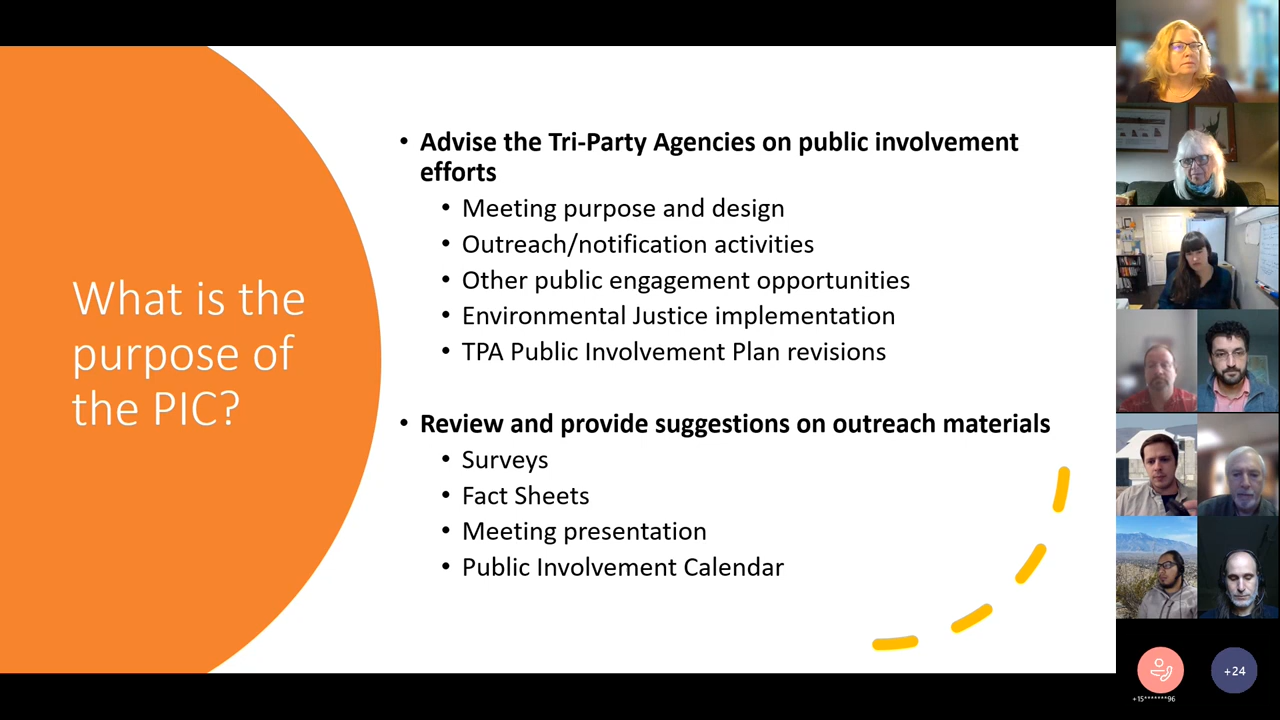 What is the
purpose of
the PIC?
• Advise the Tri-Party Agencies on public involvement
efforts
• Meeting purpose and design
• Outreach/notification activities
• Other public engagement opportunities
• Environmental Justice implementation
• TPA Public Involvement Plan revisions
• Review and provide suggestions on outreach materials
• Surveys
• Fact Sheets
• Meeting presentation
• Public Involvement Calendar
+15*******96
+24